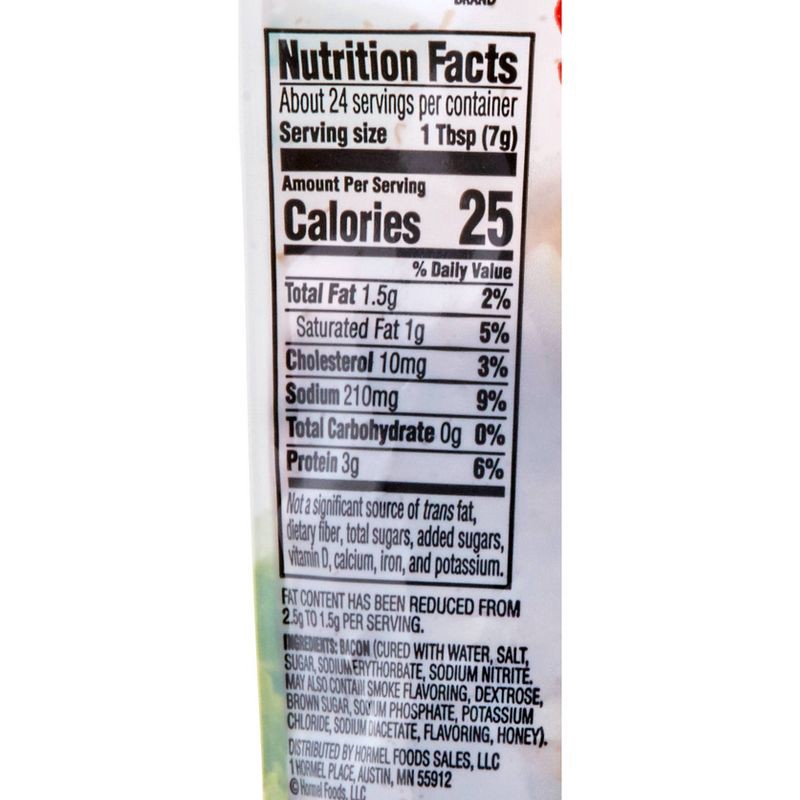 BRAND
Nutrition Facts
About 24 servings per container
Serving size 1 Tbsp (7g)
Amount Per Serving
Calories 25
% Daily Value
Total Fat 1.5g 2%
Saturated Fat 1g 5%
Cholesterol 10mg 3%
Sodium 210mg 9%
Total Carbohydrate 0g 0%
Protein 3g 6%
Not a significant source of trans fat,
dietary fiber, total sugars, added sugars,
vitamin D, calcium, iron, and potassium.
FAT CONTENT HAS BEEN REDUCED FROM
2.5g TO 1.5g PER SERVING.
INGREDIENTS: BACON (CURED WITH WATER, SALT,
SUGAR, SODIUM ERYTHORBATE, SODIUM NITRITE.
MAY ALSO CONTAIN SMOKE FLAVORING, DEXTROSE,
BROWN SUGAR, SODIUM PHOSPHATE, POTASSIUM
CHLORIDE, SODIUM DIACETATE, FLAVORING, HONEY).
DISTRIBUTED BY HORMEL FOODS SALES, LLC
1 HORMEL PLACE, AUSTIN, MN 55912
© Hormel Foods, LLC